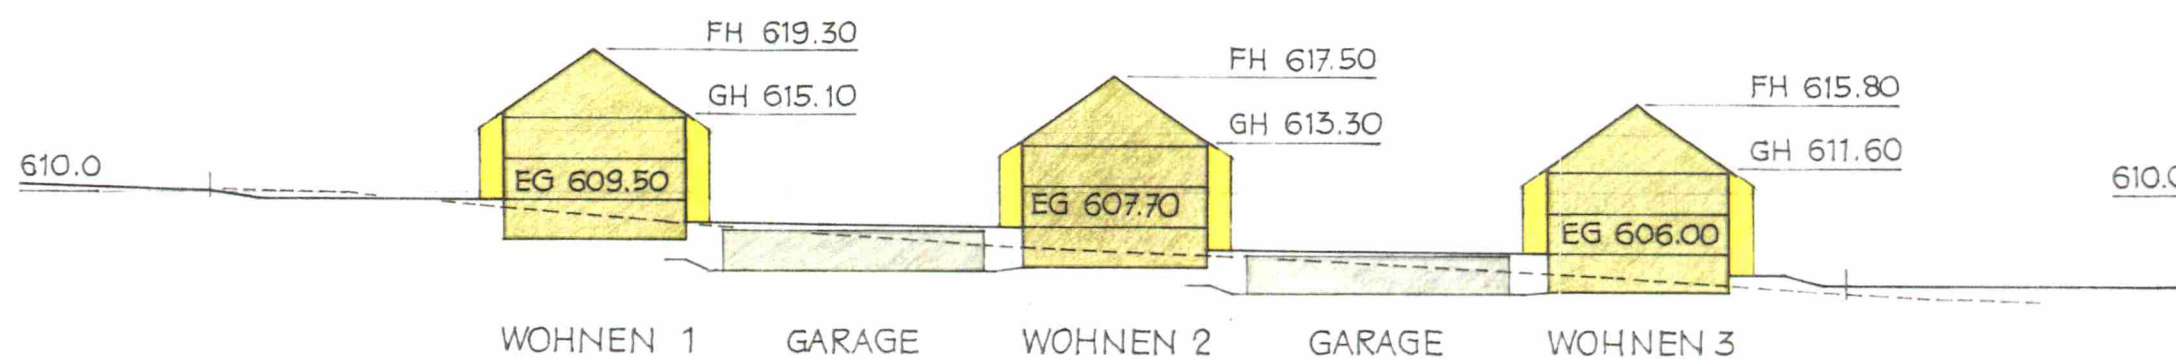 FH 619.30
FH 617.50
FH 615.80
GH 615.10
GH 613.30
GH 611.60
610.0
EG 609.50
EG 607.70
EG 606.00
610.0
WOHNEN 1
GARAGE
WOHNEN 2
GARAGE
WOHNEN 3